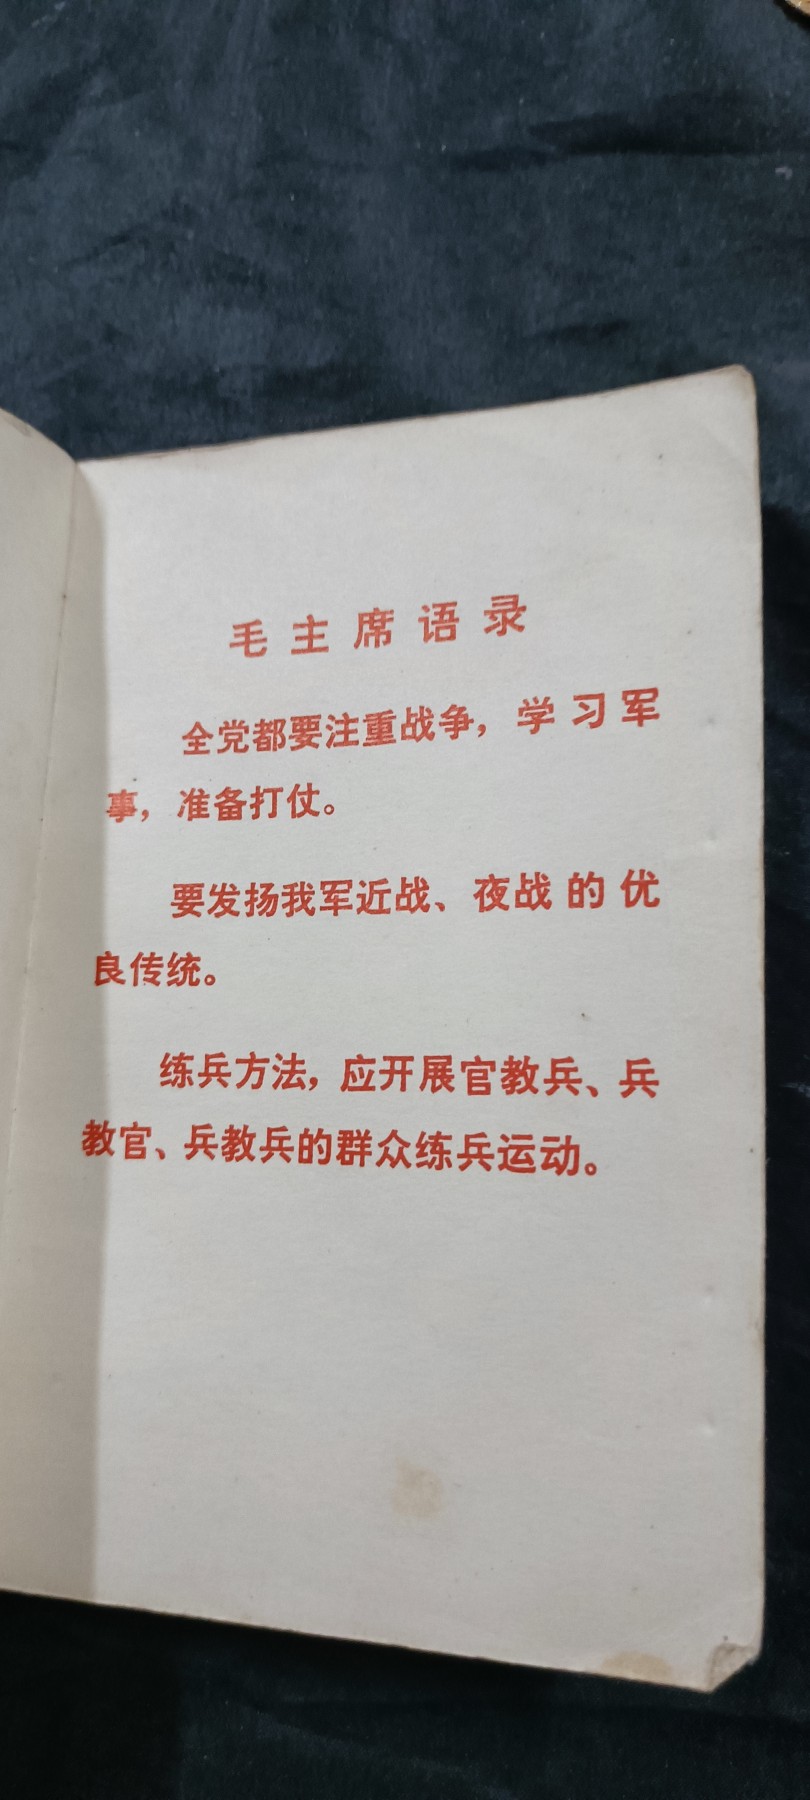 毛主席语录
全党都要注重战争，学习军
事，准备打仗。
要发扬我军近战、夜战的优
良传统。
练兵方法，应开展官教兵、兵
教官、兵教兵的群众练兵运动。